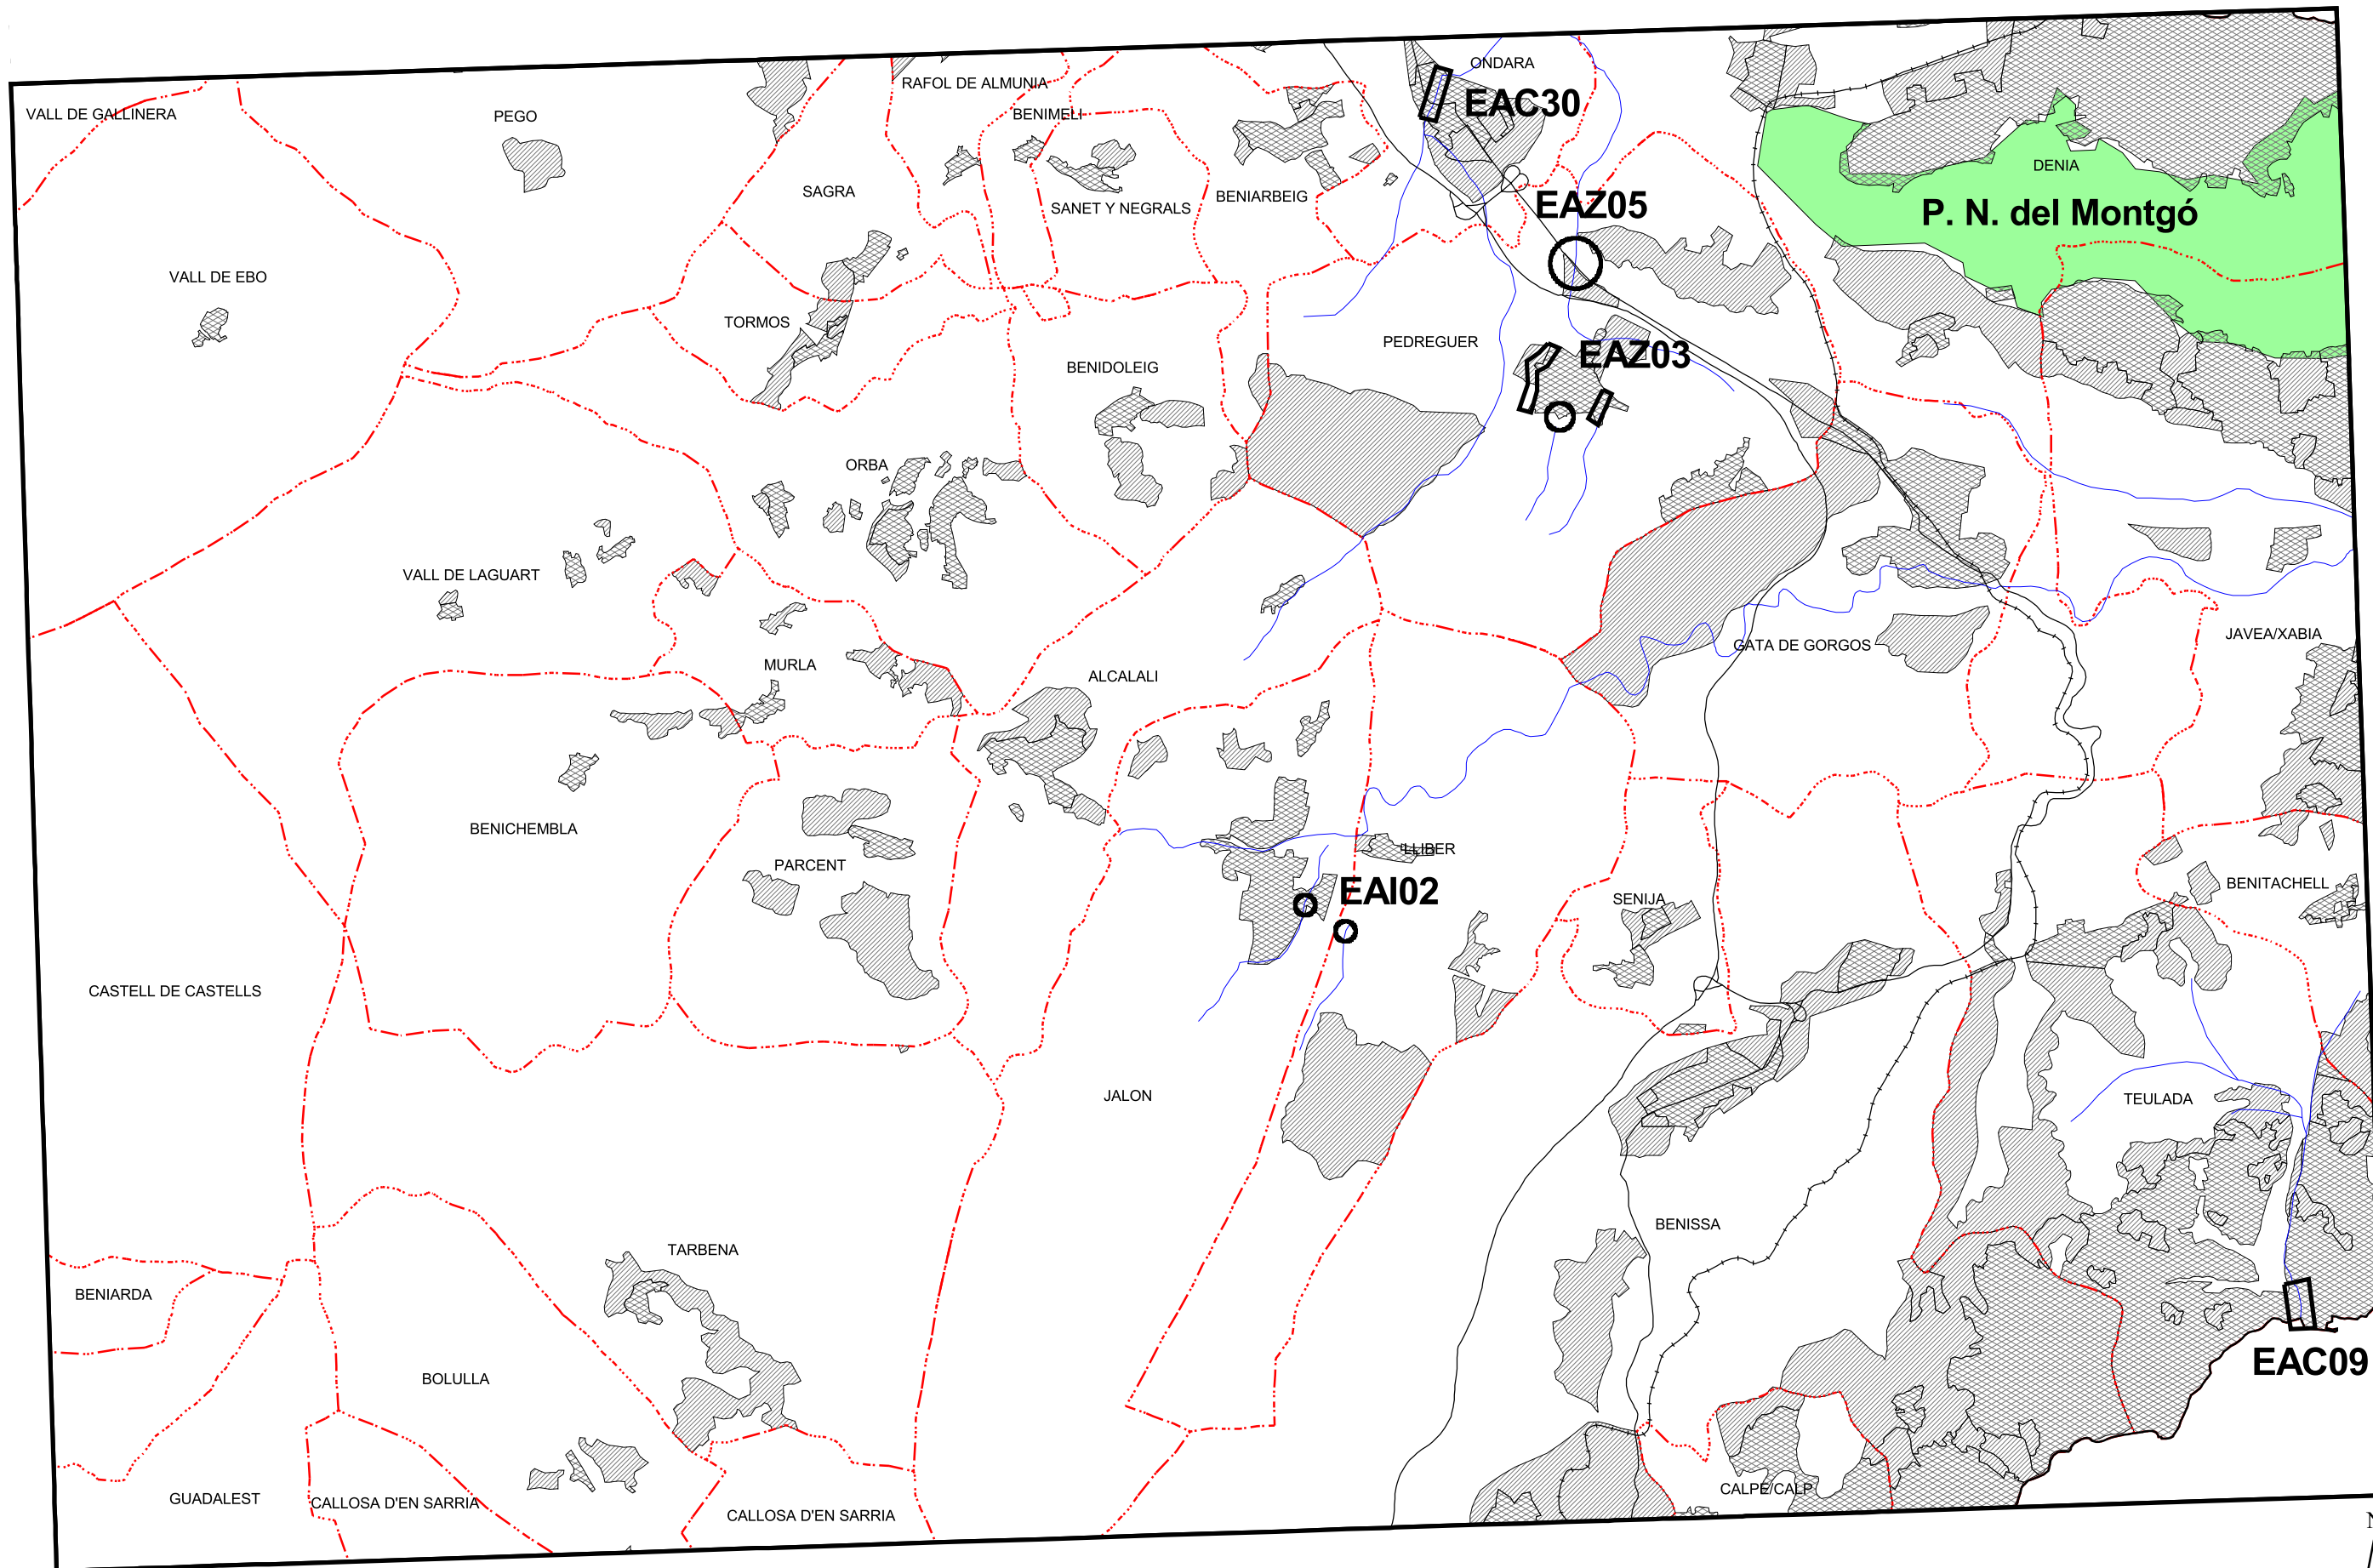 ONDARA
RAFOL DE ALMUNIA
EAC30
VALL DE GALLINERA
PEGO
BENIMELI
DENIA
SAGRA
BENIARBEIG
EAZ05
SANET Y NEGRALS
P. N. del Montgó
VALL DE EBO
TORMOS
PEDREGUER
EAZ03
BENIDOLEIG
ORBA
VALL DE LAGUART
JAVEA/XABIA
GATA DE GORGOS
MURLA
ALCALALI
BENICHEMBLA
LLIBER
PARCENT
EAI02
BENITACHELL
SENIJA
CASTELL DE CASTELLS
JALON
TEULADA
BENISSA
TARBENA
BENIARDA
EAC09
BOLULLA
CALPE/CALP
GUADALEST
CALLOSA D'EN SARRIA
CALLOSA D'EN SARRIA